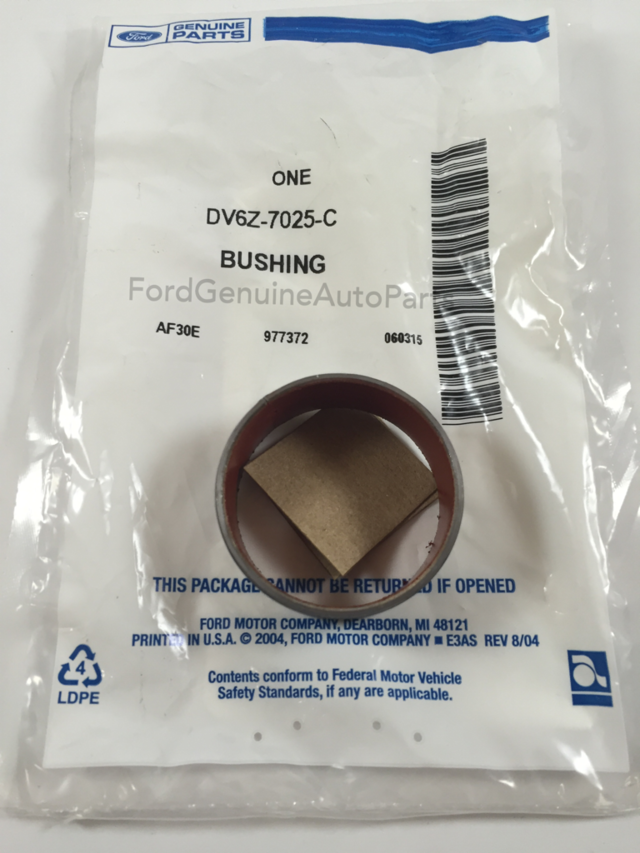 Ford GENUINE PARTS
ONE
DV6Z-7025-C
BUSHING
FordGenuineAutoParts
AF30E 977372 060315
THIS PACKAGE CANNOT BE RETURNED IF OPENED
FORD MOTOR COMPANY, DEARBORN, MI 48121
PRINTED IN U.S.A. © 2004, FORD MOTOR COMPANY ■ E3AS REV 8/04
4
LDPE
Contents conform to Federal Motor Vehicle
Safety Standards, if any are applicable.